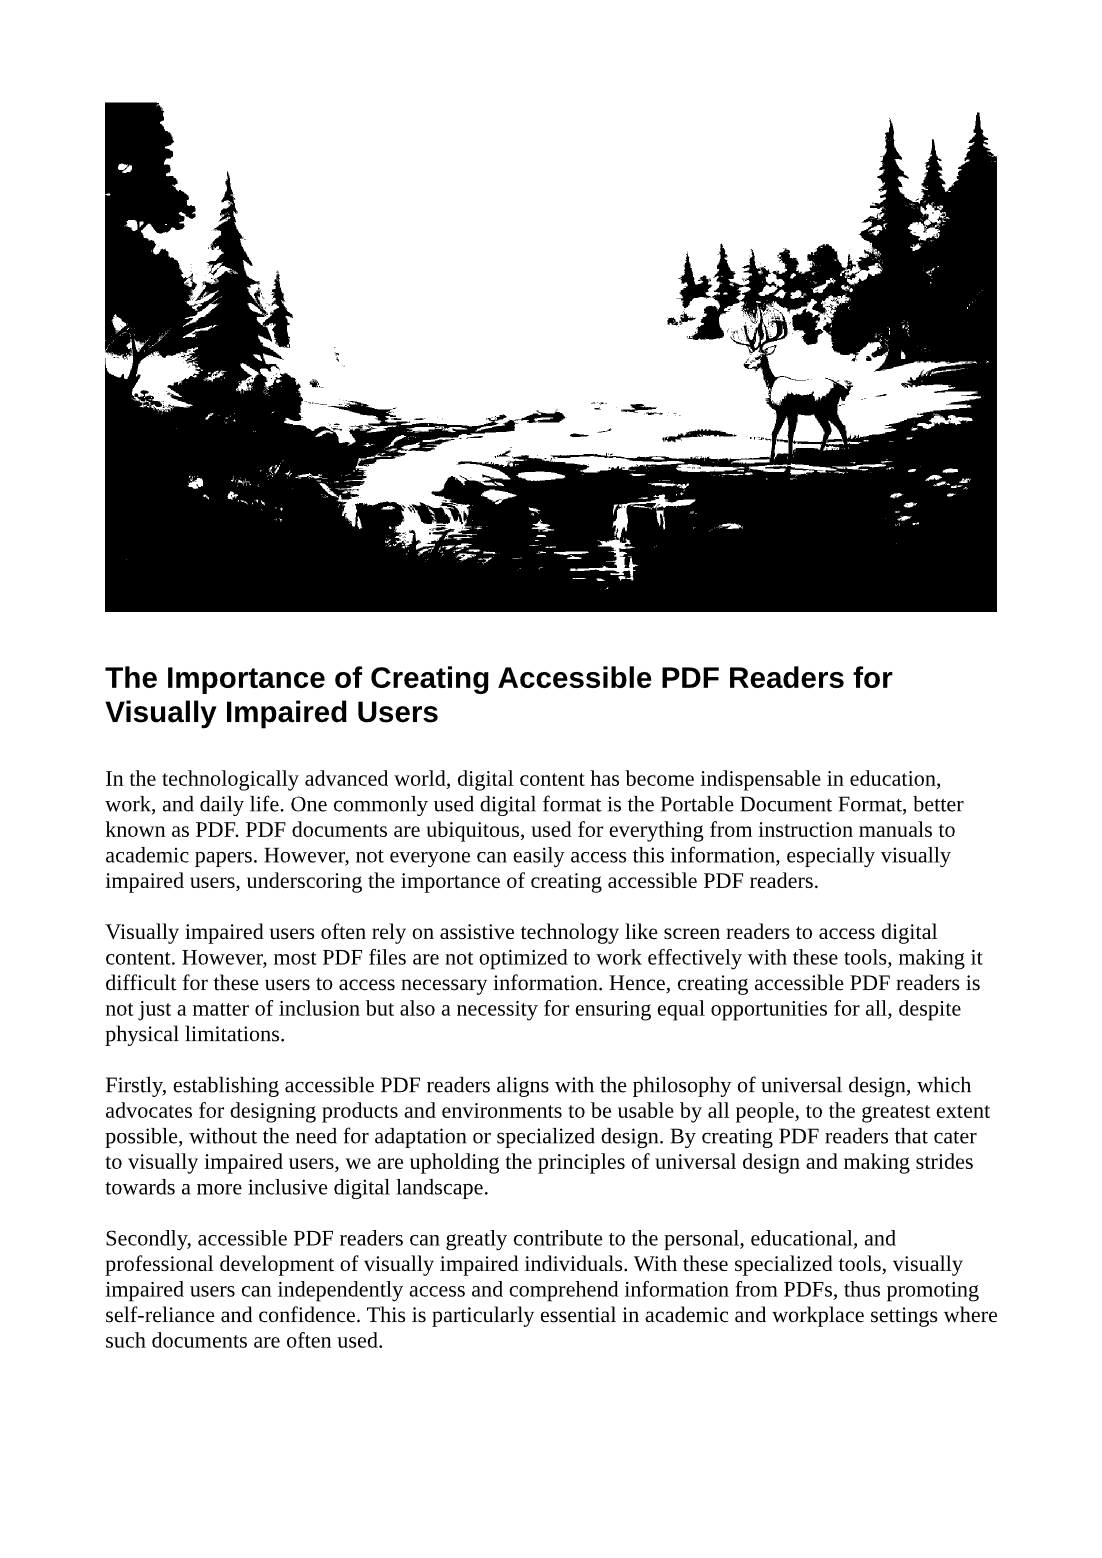 The Importance of Creating Accessible PDF Readers for
Visually Impaired Users
In the technologically advanced world, digital content has become indispensable in education,
work, and daily life. One commonly used digital format is the Portable Document Format, better
known as PDF. PDF documents are ubiquitous, used for everything from instruction manuals to
academic papers. However, not everyone can easily access this information, especially visually
impaired users, underscoring the importance of creating accessible PDF readers.
Visually impaired users often rely on assistive technology like screen readers to access digital
content. However, most PDF files are not optimized to work effectively with these tools, making it
difficult for these users to access necessary information. Hence, creating accessible PDF readers is
not just a matter of inclusion but also a necessity for ensuring equal opportunities for all, despite
physical limitations.
Firstly, establishing accessible PDF readers aligns with the philosophy of universal design, which
advocates for designing products and environments to be usable by all people, to the greatest extent
possible, without the need for adaptation or specialized design. By creating PDF readers that cater
to visually impaired users, we are upholding the principles of universal design and making strides
towards a more inclusive digital landscape.
Secondly, accessible PDF readers can greatly contribute to the personal, educational, and
professional development of visually impaired individuals. With these specialized tools, visually
impaired users can independently access and comprehend information from PDFs, thus promoting
self-reliance and confidence. This is particularly essential in academic and workplace settings where
such documents are often used.